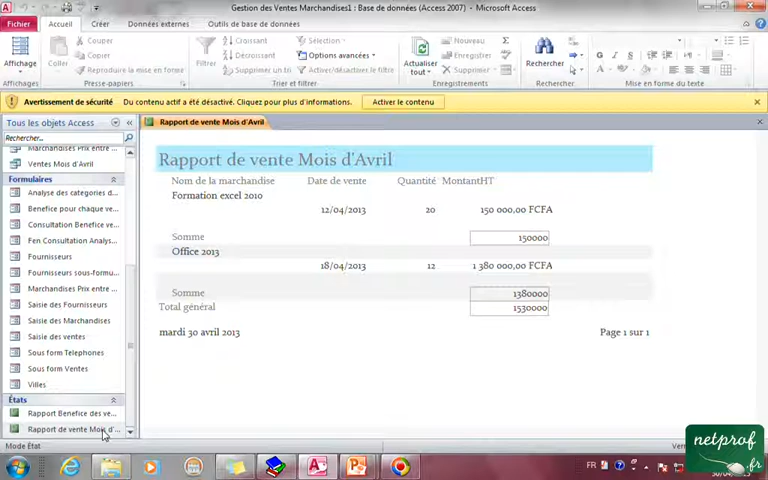 Gestion des Ventes Marchandises1 : Base de données (Access 2007) - Microsoft Access
Fichier Accueil Créer Données externes Outils de base de données
Affichage
Affichages
Coller
Couper
Copier
Reproduire la mise en forme
Presse-papiers
Filtrer
Croissant
Décroissant
Supprimer un tri
Sélection
Options avancées
Activer/désactiver le filtre
Trier et filtrer
Actualiser tout
Nouveau
Enregistrer
Supprimer
Enregistrements
Rechercher
Rechercher
G I S
Mise en forme du texte
Avertissement de sécurité Du contenu actif a été désactivé. Cliquez pour plus d'informations. Activer le contenu
Tous les objets Access
Rechercher...
Marchandises Prix entre ...
Ventes Mois d'Avril
Formulaires
Analyse des categories d...
Benefice pour chaque ve...
Consultation Benefice ve...
Fen Consultation Analys...
Fournisseurs
Fournisseurs sous-formu...
Marchandises Prix entre ...
Saisie des Fournisseurs
Saisie des Marchandises
Saisie des ventes
Sous form Telephones
Sous form Ventes
Villes
États
Rapport Benefice des ve...
Rapport de vente Mois d'...
Rapport de vente Mois d'Avril
Rapport de vente Mois d'Avril
Nom de la marchandise Date de vente Quantité MontantHT
Formation excel 2010
12/04/2013 20 150 000,00 FCFA
Somme 150000
Office 2013
18/04/2013 12 1 380 000,00 FCFA
Somme 1380000
Total général 1530000
mardi 30 avril 2013 Page 1 sur 1
Mode État
FR
netprof
.fr